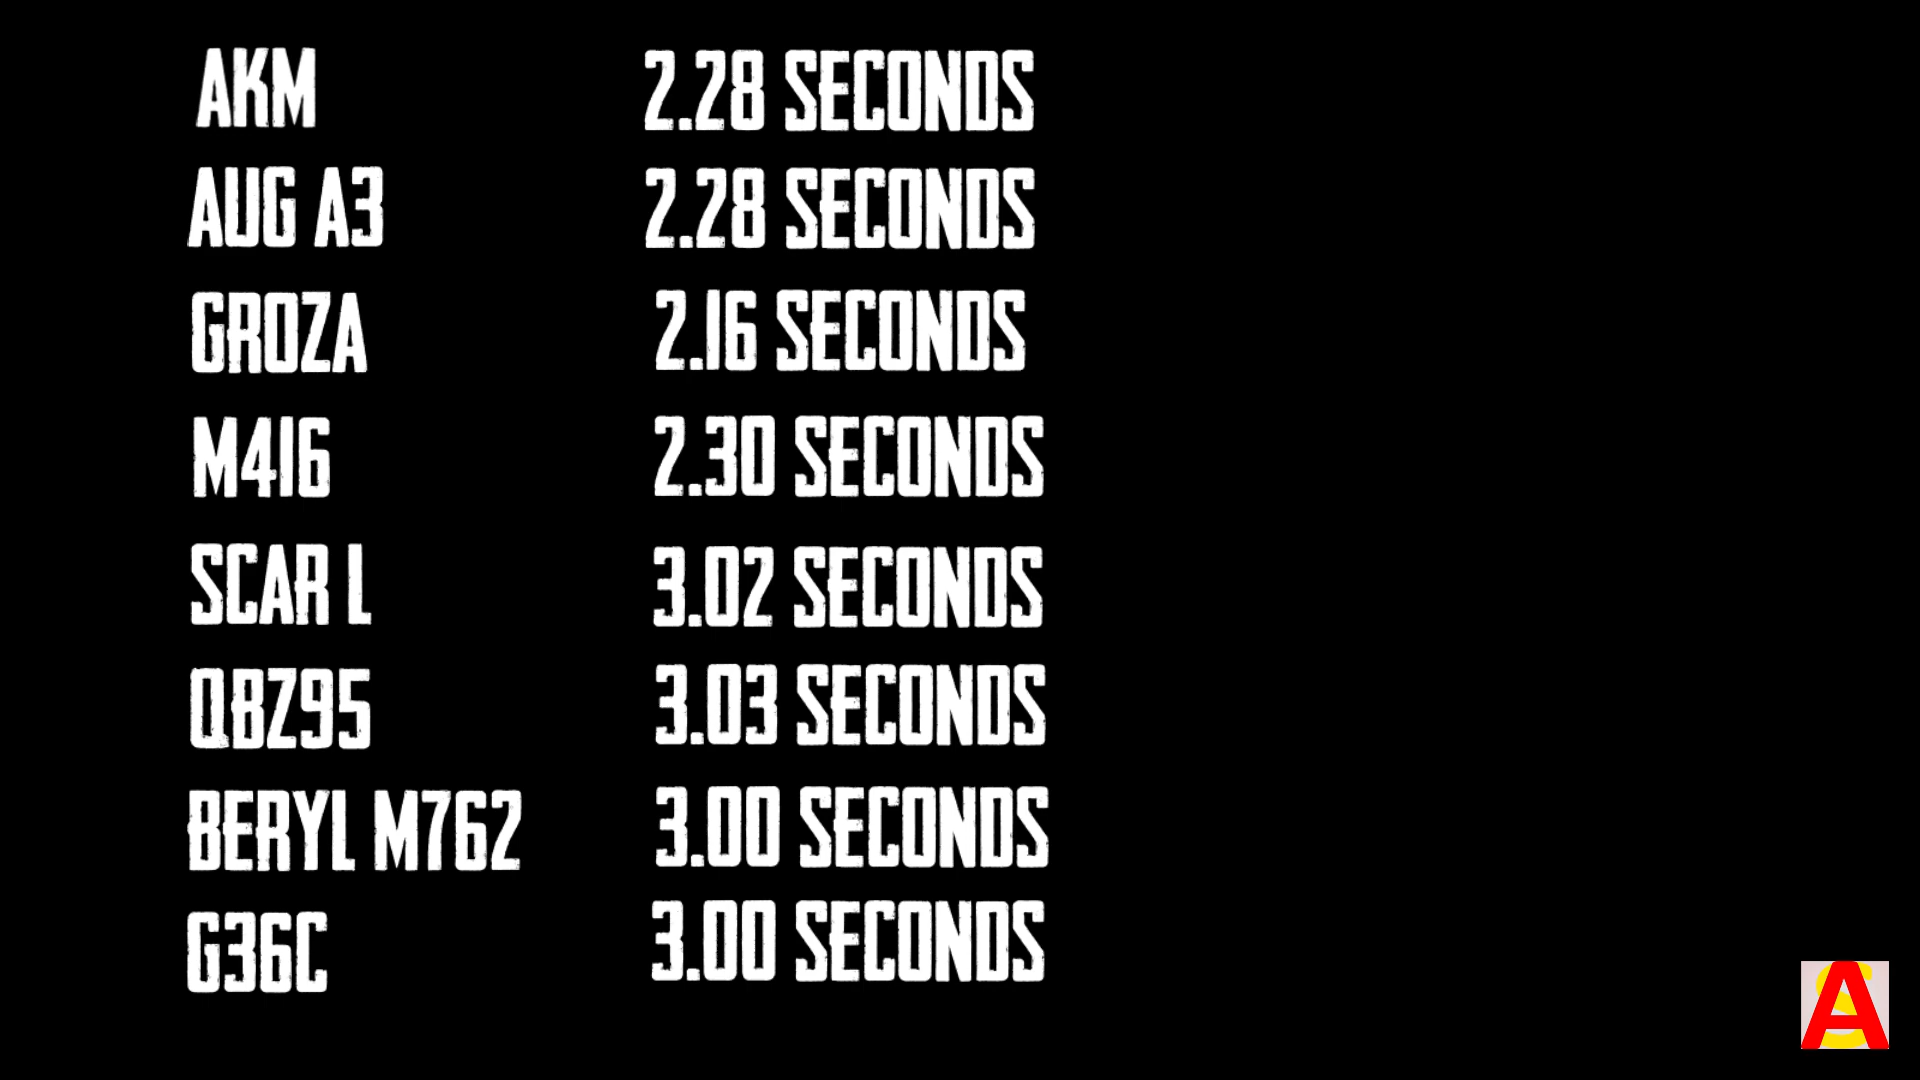 AKM 2.28 SECONDS
AUG A3 2.28 SECONDS
GROZA 2.16 SECONDS
M416 2.30 SECONDS
SCAR L 3.02 SECONDS
QBZ95 3.03 SECONDS
BERYL M762 3.00 SECONDS
G36C 3.00 SECONDS
SA